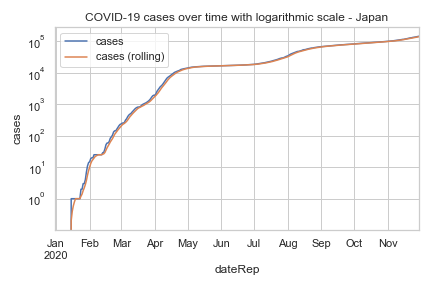 COVID-19 cases over time with logarithmic scale - Japan
cases
cases (rolling)
10^5
10^4
10^3
10^2
10^1
10^0
cases
Jan Feb Mar Apr May Jun Jul Aug Sep Oct Nov
2020
dateRep